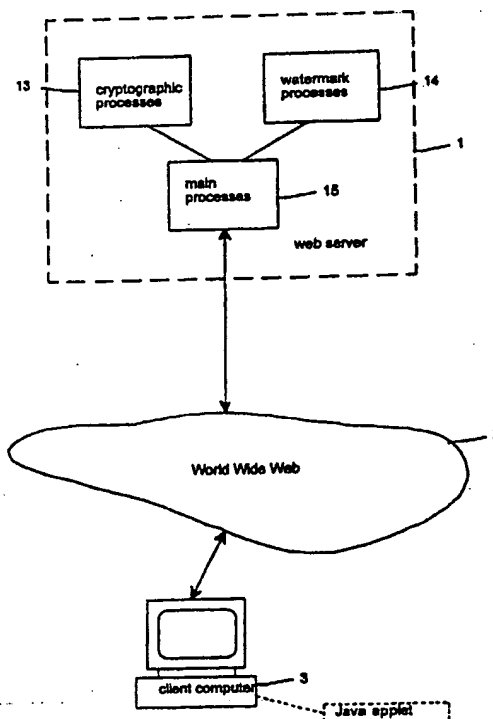 13
cryptographic
processes
watermark
processes
14
1
main
processes
15
web server
World Wide Web
client computer
3
Java applet